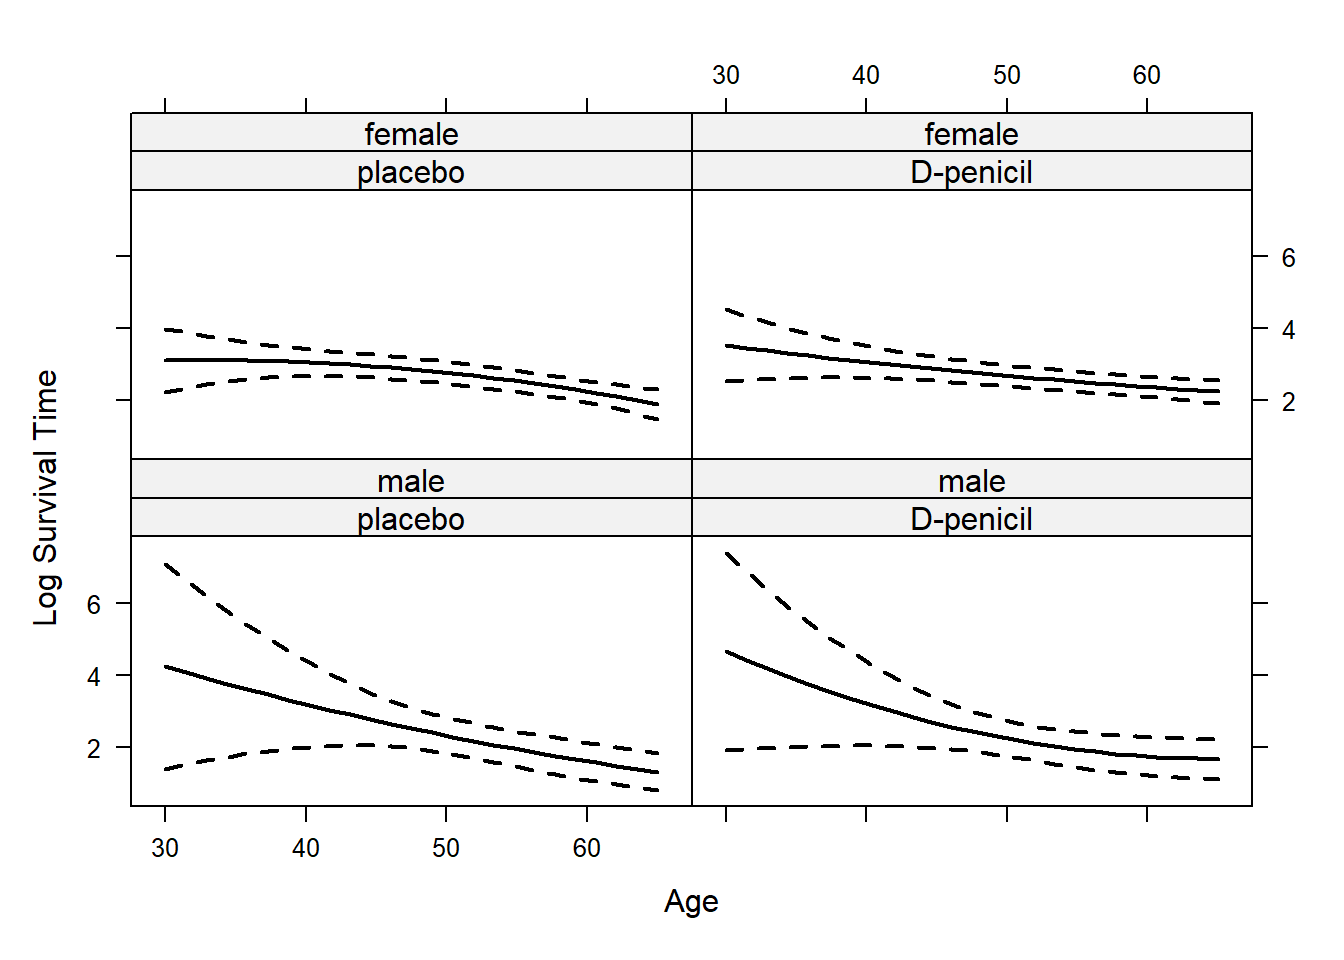 30 40 50 60
female female
placebo D-penicil
6
4
2
male male
placebo D-penicil
6
4
2
Log Survival Time
30 40 50 60
Age